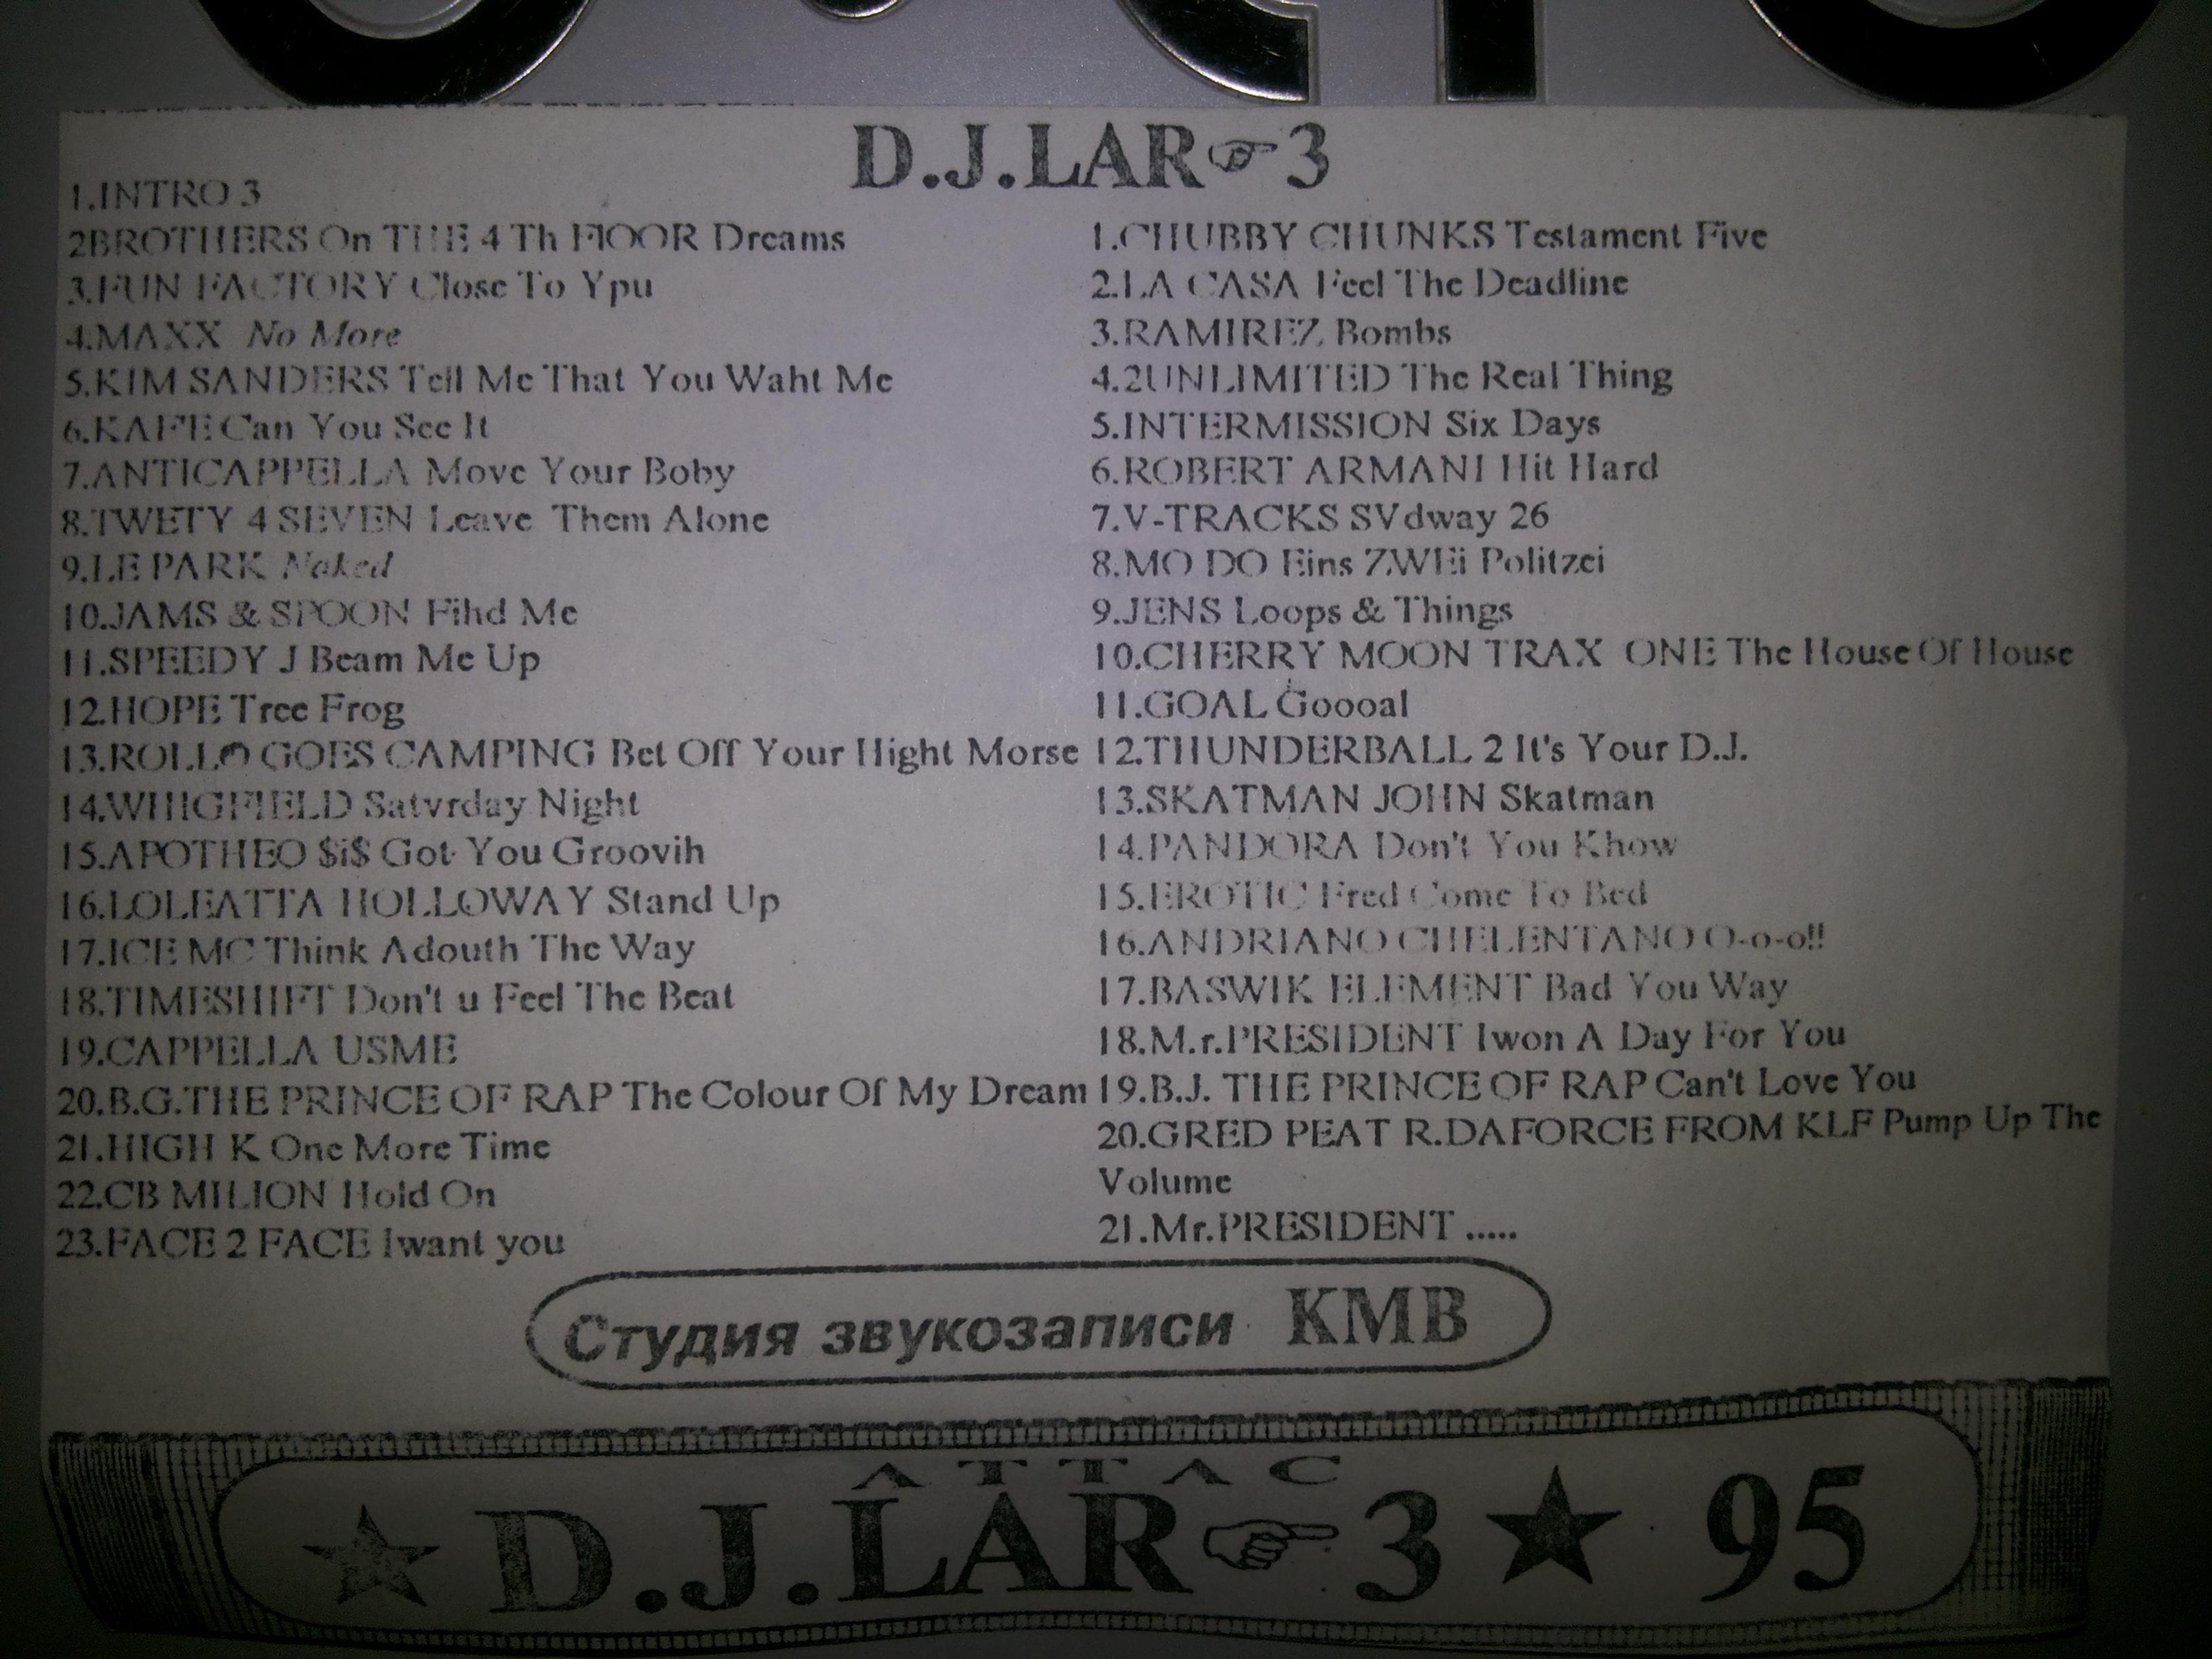 D.J.LAR☞3
1.INTRO 3
2BROTHERS On THE 4 Th FlOOR Dreams
3.FUN FACTORY Close To Ypu
4.MAXX No More
5.KIM SANDERS Tell Me That You Waht Me
6.KAFE Can You See It
7.ANTICAPPELLA Move Your Boby
8.TWETY 4 SEVEN Leave Them Alone
9.LE PARK Naked
10.JAMS & SPOON Fihd Me
11.SPEEDY J Beam Me Up
12.HOPE Tree Frog
13.ROLLO GOES CAMPING Bet Off Your Hight Morse
14.WHIGFIELD Satvrday Night
15.APOTHEO $i$ Got You Groovih
16.LOLEATTA HOLLOWAY Stand Up
17.ICE MC Think Adouth The Way
18.TIMESHIFT Don't u Feel The Beat
19.CAPPELLA USME
20.B.G.THE PRINCE OF RAP The Colour Of My Dream
21.HIGH K One More Time
22.CB MILION Hold On
23.FACE 2 FACE Iwant you
1.CHUBBY CHUNKS Testament Five
2.LA CASA Feel The Deadline
3.RAMIREZ Bombs
4.2UNLIMITED The Real Thing
5.INTERMISSION Six Days
6.ROBERT ARMANI Hit Hard
7.V-TRACKS SVdway 26
8.MO DO Eins ZWEi Politzei
9.JENS Loops & Things
10.CHERRY MOON TRAX ONE The House Of House
11.GOAL Goooal
12.THUNDERBALL 2 It's Your D.J.
13.SKATMAN JOHN Skatman
14.PANDORA Don't You Khow
15.EROTIC Fred Come To Bed
16.ANDRIANO CHELENTANO O-o-o!!
17.BASWIK ELEMENT Bad You Way
18.M.r.PRESIDENT Iwon A Day For You
19.B.J. THE PRINCE OF RAP Can't Love You
20.GRED PEAT R.DAFORCE FROM KLF Pump Up The
Volume
21.Mr.PRESIDENT .....
Студия звукозаписи КМВ
ATTAC
★ D.J.LAR☞3★ 95